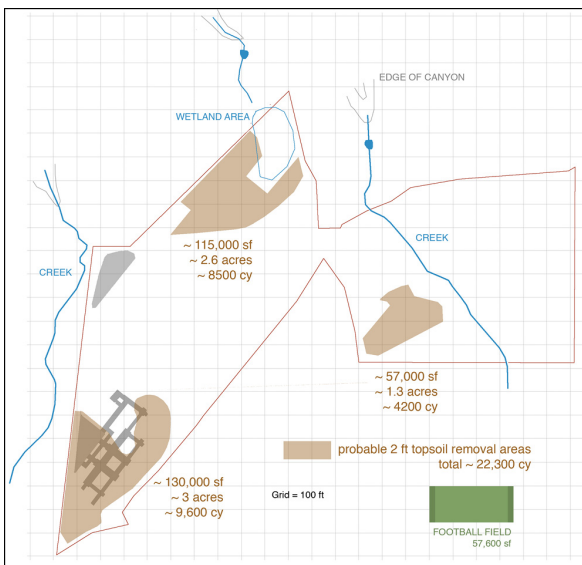 EDGE OF CANYON
WETLAND AREA
CREEK
~ 115,000 sf
~ 2.6 acres
~ 8500 cy
CREEK
~ 57,000 sf
~ 1.3 acres
~ 4200 cy
probable 2 ft topsoil removal areas
total ~ 22,300 cy
~ 130,000 sf
~ 3 acres
~ 9,600 cy
Grid = 100 ft
FOOTBALL FIELD
57,600 sf